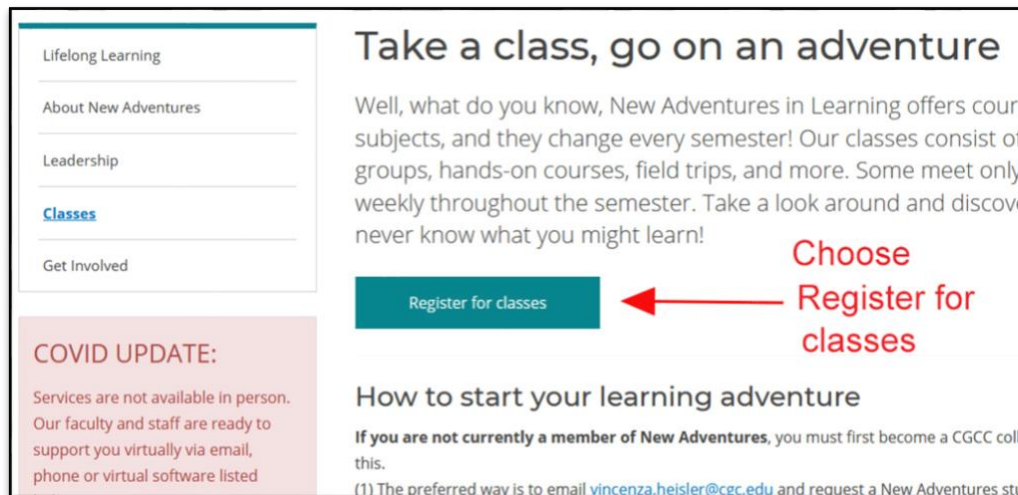 Lifelong Learning
About New Adventures
Leadership
Classes
Get Involved
COVID UPDATE:
Services are not available in person.
Our faculty and staff are ready to
support you virtually via email,
phone or virtual software listed
Take a class, go on an adventure
Well, what do you know, New Adventures in Learning offers cour
subjects, and they change every semester! Our classes consist of
groups, hands-on courses, field trips, and more. Some meet only
weekly throughout the semester. Take a look around and discove
never know what you might learn!
Register for classes
Choose
Register for
classes
How to start your learning adventure
If you are not currently a member of New Adventures, you must first become a CGCC coll
this.
(1) The preferred way is to email vincenza.heisler@cgc.edu and request a New Adventures stu